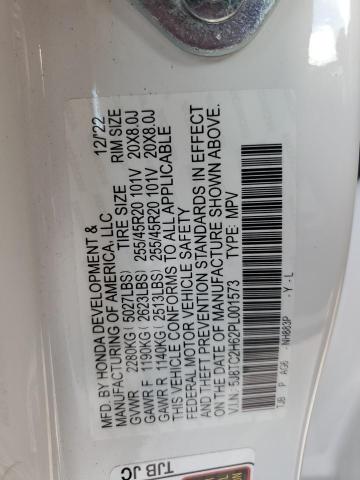 MFD. BY HONDA DEVELOPMENT & 12/22
MANUFACTURING OF AMERICA, LLC
TIRE SIZE RIM SIZE
GVWR 2280KG (5027LBS)
GAWR F 1190KG (2623LBS) 255/45R20 101V 20X8.0J
GAWR R 1140KG (2513LBS) 255/45R20 101V 20X8.0J
THIS VEHICLE CONFORMS TO ALL APPLICABLE
FEDERAL MOTOR VEHICLE SAFETY
AND THEFT PREVENTION STANDARDS IN EFFECT
ON THE DATE OF MANUFACTURE SHOWN ABOVE.
V.I.N.: 5J8TC2H62PL001573 TYPE: MPV
TJB P AG6 NH883P Y - L
TJB JC